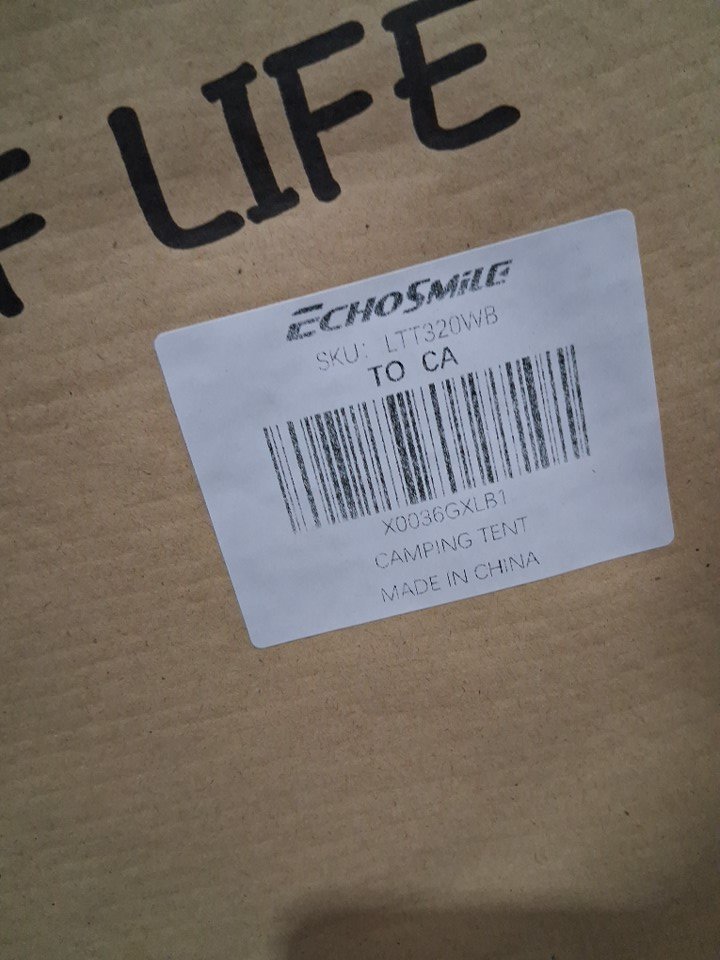 F LIFE
ECHOSMiLE
SKU: LTT320WB
TO CA
X0036GXLB1
CAMPING TENT
MADE IN CHINA